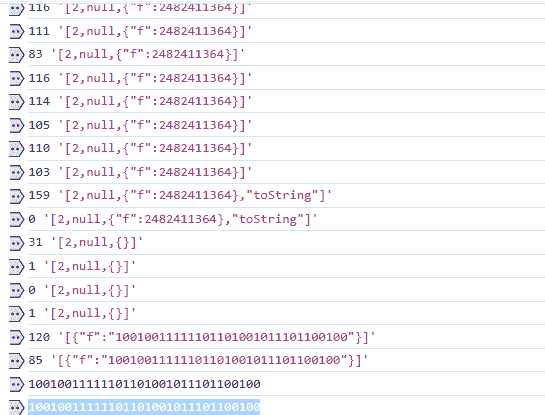 116 '[2,null,{"f":2482411364}]'
111 '[2,null,{"f":2482411364}]'
83 '[2,null,{"f":2482411364}]'
116 '[2,null,{"f":2482411364}]'
114 '[2,null,{"f":2482411364}]'
105 '[2,null,{"f":2482411364}]'
110 '[2,null,{"f":2482411364}]'
103 '[2,null,{"f":2482411364}]'
159 '[2,null,{"f":2482411364},"toString"]'
0 '[2,null,{"f":2482411364},"toString"]'
31 '[2,null,{}]'
1 '[2,null,{}]'
0 '[2,null,{}]'
1 '[2,null,{}]'
120 '[{"f":"10010011111101101001011101100100"}]'
85 '[{"f":"10010011111101101001011101100100"}]'
10010011111101101001011101100100
10010011111101101001011101100100